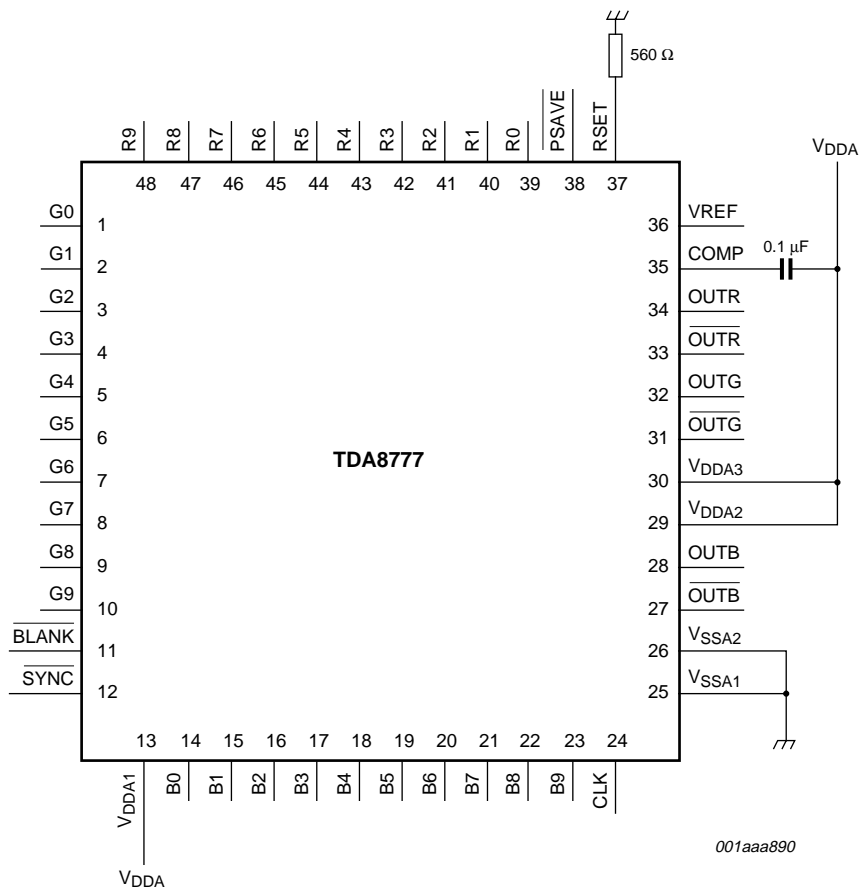 560 Ω
R9 R8 R7 R6 R5 R4 R3 R2 R1 R0 PSAVE RSET
VDDA
48 47 46 45 44 43 42 41 40 39 38 37
G0 1 36 VREF
G1 2 35 COMP 0.1 μF
G2 3 34 OUTR
G3 4 33 OUTR
G4 5 32 OUTG
G5 6 31 OUTG
TDA8777
G6 7 30 VDDA3
G7 8 29 VDDA2
G8 9 28 OUTB
G9 10 27 OUTB
BLANK 11 26 VSSA2
SYNC 12 25 VSSA1
13 14 15 16 17 18 19 20 21 22 23 24
VDDA1 B0 B1 B2 B3 B4 B5 B6 B7 B8 B9 CLK
001aaa890
VDDA